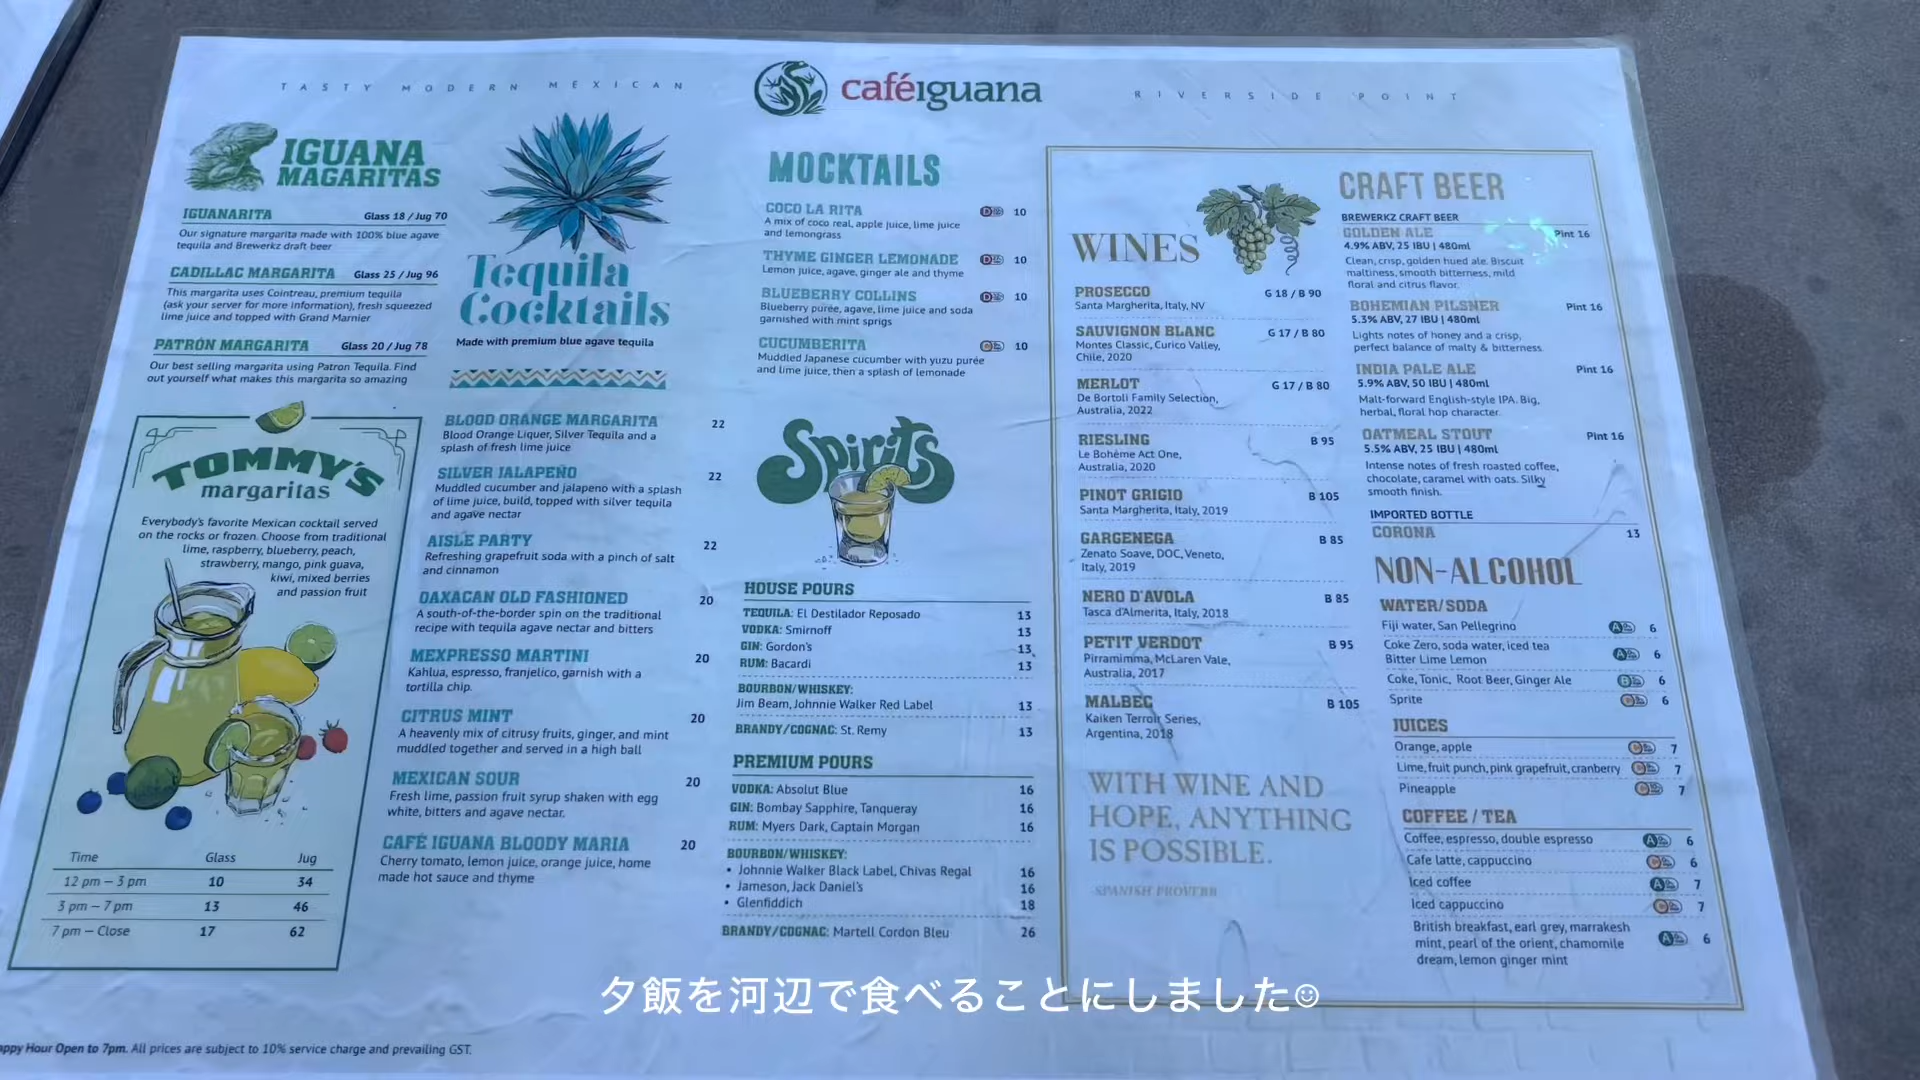 TASTY MODERN MEXICAN
caféiguana
RIVERSIDE POINT
IGUANA
MAGARITAS
IGUANARITA Glass 18 / Jug 70
Our signature margarita made with 100% blue agave
tequila and Brewerkz draft beer
CADILLAC MARGARITA Glass 25 / Jug 96
This margarita uses Cointreau, premium tequila
(ask your server for more information), fresh squeezed
lime juice and topped with Grand Marnier
PATRÓN MARGARITA Glass 20 / Jug 78
Our best selling margarita using Patron Tequila. Find
out yourself what makes this margarita so amazing
TOMMY'S
margaritas
Everybody's favorite Mexican cocktail served
on the rocks or frozen. Choose from traditional
lime, raspberry, blueberry, peach,
strawberry, mango, pink guava,
kiwi, mixed berries
and passion fruit
Time Glass Jug
12 pm – 3 pm 10 34
3 pm – 7 pm 13 46
7 pm – Close 17 62
Tequila
Cocktails
Made with premium blue agave tequila
BLOOD ORANGE MARGARITA 22
Blood Orange Liquer, Silver Tequila and a
splash of fresh lime juice
SILVER JALAPEÑO 22
Muddled cucumber and jalapeno with a splash
of lime juice, build, topped with silver tequila
and agave nectar
AISLE PARTY 22
Refreshing grapefruit soda with a pinch of salt
and cinnamon
OAXACAN OLD FASHIONED 20
A south-of-the-border spin on the traditional
recipe with tequila agave nectar and bitters
MEXPRESSO MARTINI 20
Kahlua, espresso, franjelico, garnish with a
tortilla chip.
CITRUS MINT 20
A heavenly mix of citrusy fruits, ginger, and mint
muddled together and served in a high ball
MEXICAN SOUR 20
Fresh lime, passion fruit syrup shaken with egg
white, bitters and agave nectar.
CAFÉ IGUANA BLOODY MARIA 20
Cherry tomato, lemon juice, orange juice, home
made hot sauce and thyme
MOCKTAILS
COCO LA RITA D 10
A mix of coco real, apple juice, lime juice
and lemongrass
THYME GINGER LEMONADE D 10
Lemon juice, agave, ginger ale and thyme
BLUEBERRY COLLINS D 10
Blueberry purée, agave, lime juice and soda
garnished with mint sprigs
CUCUMBERITA C 10
Muddled Japanese cucumber with yuzu purée
and lime juice, then a splash of lemonade
Spirits
HOUSE POURS
TEQUILA: El Destilador Reposado 13
VODKA: Smirnoff 13
GIN: Gordon's 13
RUM: Bacardi 13
BOURBON/WHISKEY:
Jim Beam, Johnnie Walker Red Label 13
BRANDY/COGNAC: St. Remy 13
PREMIUM POURS
VODKA: Absolut Blue 16
GIN: Bombay Sapphire, Tanqueray 16
RUM: Myers Dark, Captain Morgan 16
BOURBON/WHISKEY:
• Johnnie Walker Black Label, Chivas Regal 16
• Jameson, Jack Daniel's 16
• Glenfiddich 18
BRANDY/COGNAC: Martell Cordon Bleu 26
WINES
PROSECCO G 18 / B 90
Santa Margherita, Italy, NV
SAUVIGNON BLANC G 17 / B 80
Montes Classic, Curico Valley,
Chile, 2020
MERLOT G 17 / B 80
De Bortoli Family Selection,
Australia, 2022
RIESLING B 95
Le Bohéme Act One,
Australia, 2020
PINOT GRIGIO B 105
Santa Margherita, Italy, 2019
GARGENEGA B 85
Zenato Soave, DOC, Veneto,
Italy, 2019
NERO D'AVOLA B 85
Tasca d'Almerita, Italy, 2018
PETIT VERDOT B 95
Pirramimma, McLaren Vale,
Australia, 2017
MALBEC B 105
Kaiken Terroir Series,
Argentina, 2018
WITH WINE AND
HOPE, ANYTHING
IS POSSIBLE.
-SPANISH PROVERB
CRAFT BEER
BREWERKZ CRAFT BEER
GOLDEN ALE Pint 16
4.9% ABV, 25 IBU | 480ml
Clean, crisp, golden hued ale. Biscuit
maltiness, smooth bitterness, mild
floral and citrus flavor.
BOHEMIAN PILSNER Pint 16
5.3% ABV, 27 IBU | 480ml
Lights notes of honey and a crisp,
perfect balance of malty & bitterness.
INDIA PALE ALE Pint 16
5.9% ABV, 50 IBU | 480ml
Malt-forward English-style IPA. Big,
herbal, floral hop character.
OATMEAL STOUT Pint 16
5.5% ABV, 25 IBU | 480ml
Intense notes of fresh roasted coffee,
chocolate, caramel with oats. Silky
smooth finish.
IMPORTED BOTTLE
CORONA 13
NON-ALCOHOL
WATER/SODA
Fiji water, San Pellegrino A 6
Coke Zero, soda water, iced tea
Bitter Lime Lemon A 6
Coke, Tonic, Root Beer, Ginger Ale B 6
Sprite C 6
JUICES
Orange, apple C 7
Lime, fruit punch, pink grapefruit, cranberry C 7
Pineapple C 7
COFFEE / TEA
Coffee, espresso, double espresso A 6
Cafe latte, cappuccino C 6
Iced coffee A 7
Iced cappuccino C 7
British breakfast, earl grey, marrakesh
mint, pearl of the orient, chamomile A 6
dream, lemon ginger mint
夕飯を河辺で食べることにしました☺
appy Hour Open to 7pm. All prices are subject to 10% service charge and prevailing GST.